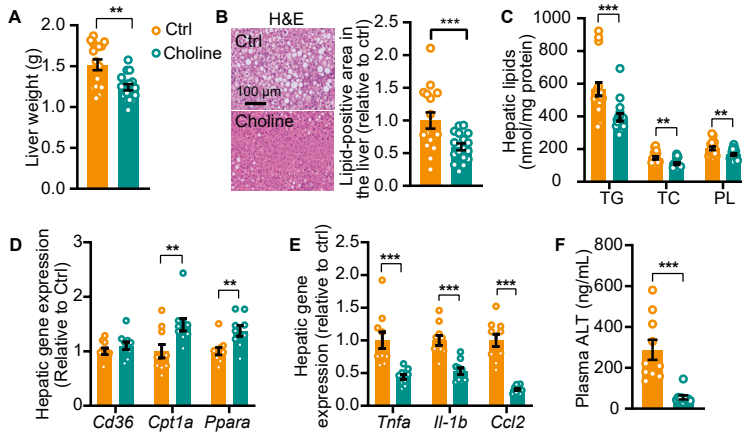 A
Liver weight (g)
2.0
1.5
1.0
0.5
0.0
**
Ctrl
Choline
B
H&E
Ctrl
100 μm
Choline
Lipid-positive area in
the liver (relative to ctrl)
2.5
2.0
1.5
1.0
0.5
0.0
***
C
Hepatic lipids
nmol/mg protein)
1000
800
600
400
200
0
***
**
**
TG TC PL
D
Hepatic gene expression
(Relative to Ctrl)
3
2
1
0
**
**
Cd36 Cpt1a Ppara
E
Hepatic gene
expression (relative to ctrl)
2.5
2.0
1.5
1.0
0.5
0.0
***
***
***
Tnfa Il-1b Ccl2
F
Plasma ALT (ng/mL)
800
600
400
200
0
***